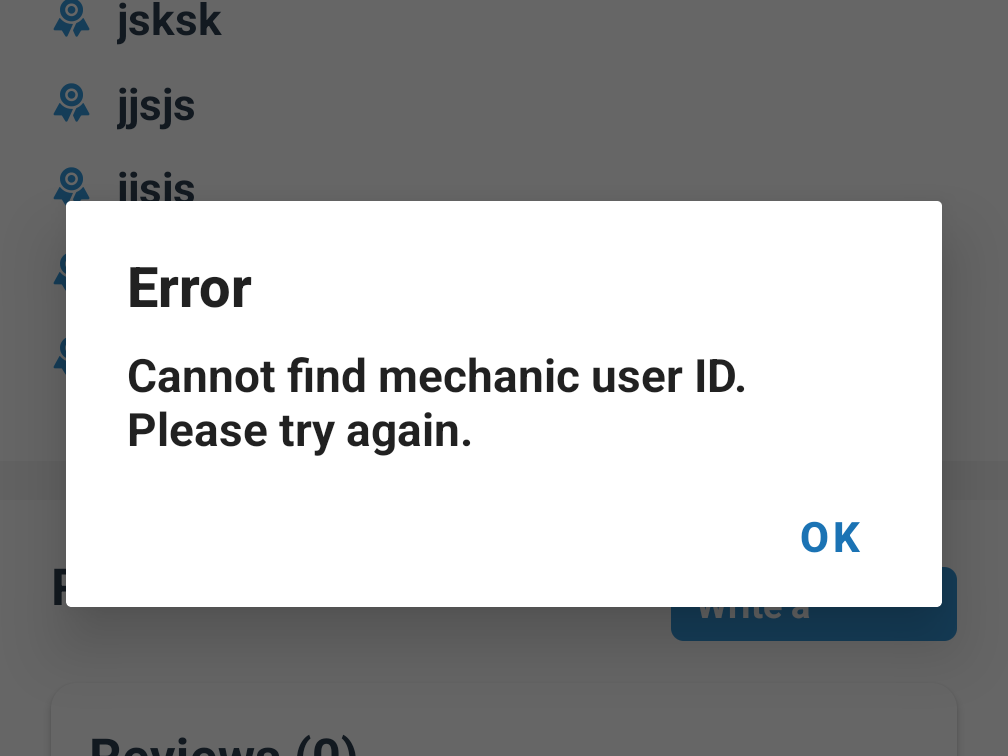 jsksk
jjsjs
jjsjs
Error
Cannot find mechanic user ID.
Please try again.
OK
Write a
Reviews (0)